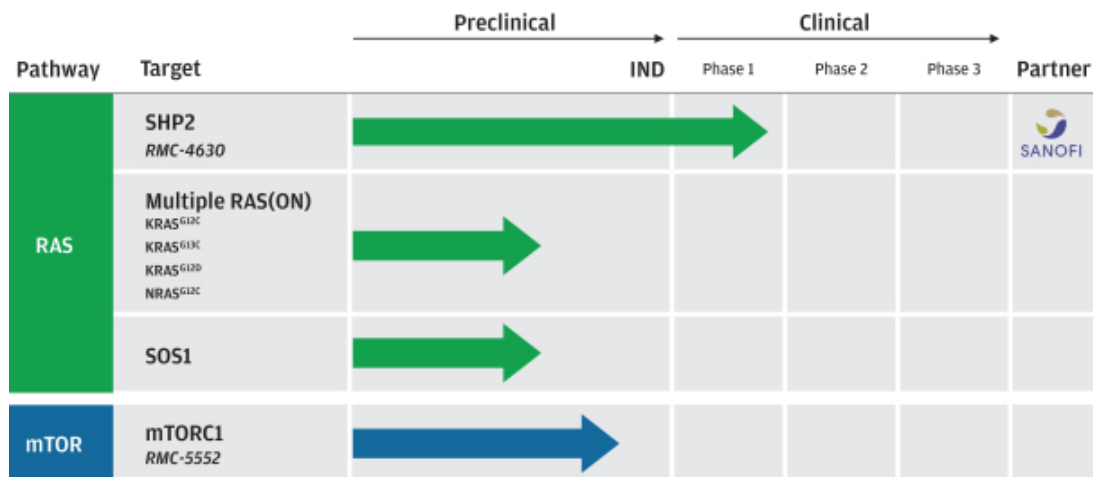 Preclinical
Clinical
Pathway
Target
IND
Phase 1
Phase 2
Phase 3
Partner
RAS
SHP2
RMC-4630
SANOFI
Multiple RAS(ON)
KRASᴳ¹²ᶜ
KRASᴳ¹³ᶜ
KRASᴳ¹²ᴰ
NRASᴳ¹²ᶜ
SOS1
mTOR
mTORC1
RMC-5552